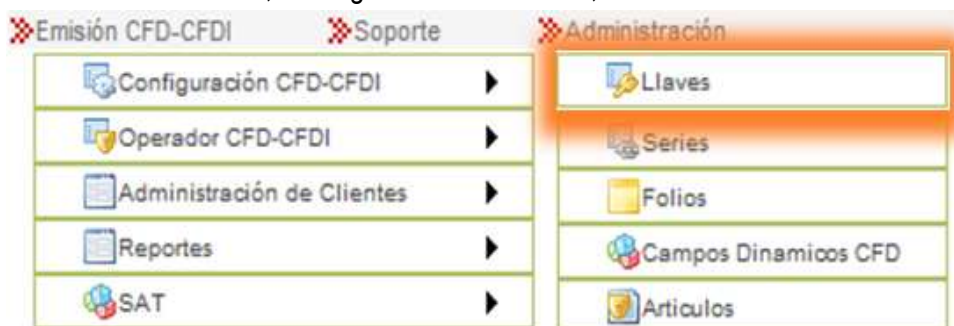 Emisión CFD-CFDI Soporte Administración
Configuración CFD-CFDI Llaves
Operador CFD-CFDI Series
Administración de Clientes Folios
Reportes Campos Dinamicos CFD
SAT Articulos